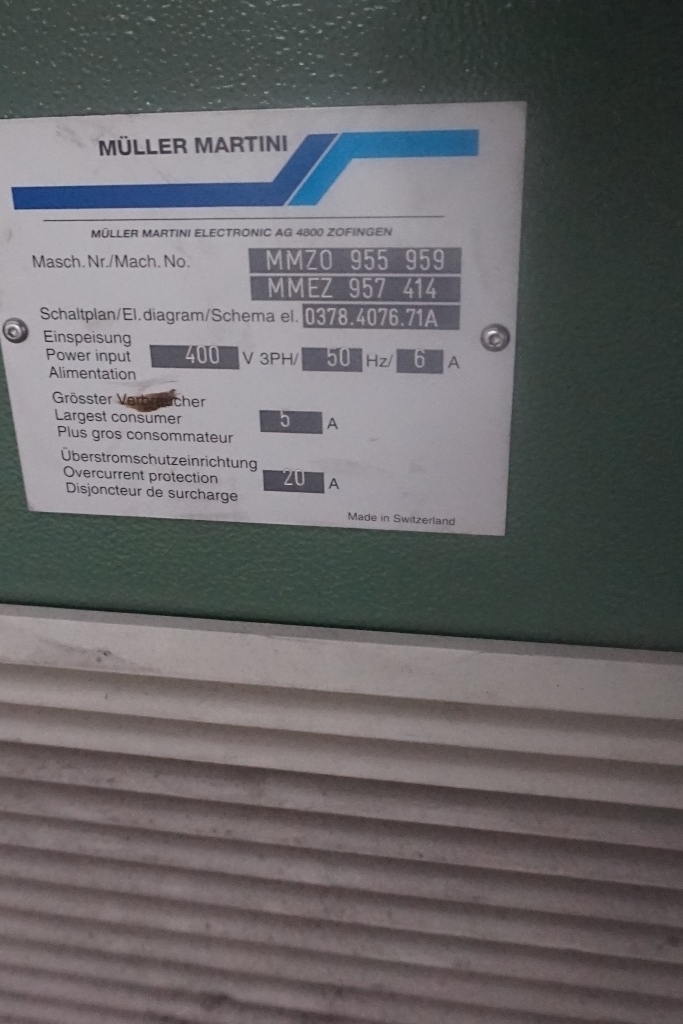 MÜLLER MARTINI
MÜLLER MARTINI ELECTRONIC AG 4800 ZOFINGEN
Masch. Nr./Mach. No. MMZO 955 959
MMEZ 957 414
Schaltplan/El. diagram/Schema el. 0378.4076.71A
Einspeisung
Power input 400 V 3PH/ 50 Hz/ 6 A
Alimentation
Grösster Verbraucher
Largest consumer 5 A
Plus gros consommateur
Überstromschutzeinrichtung
Overcurrent protection 20 A
Disjoncteur de surcharge
Made in Switzerland